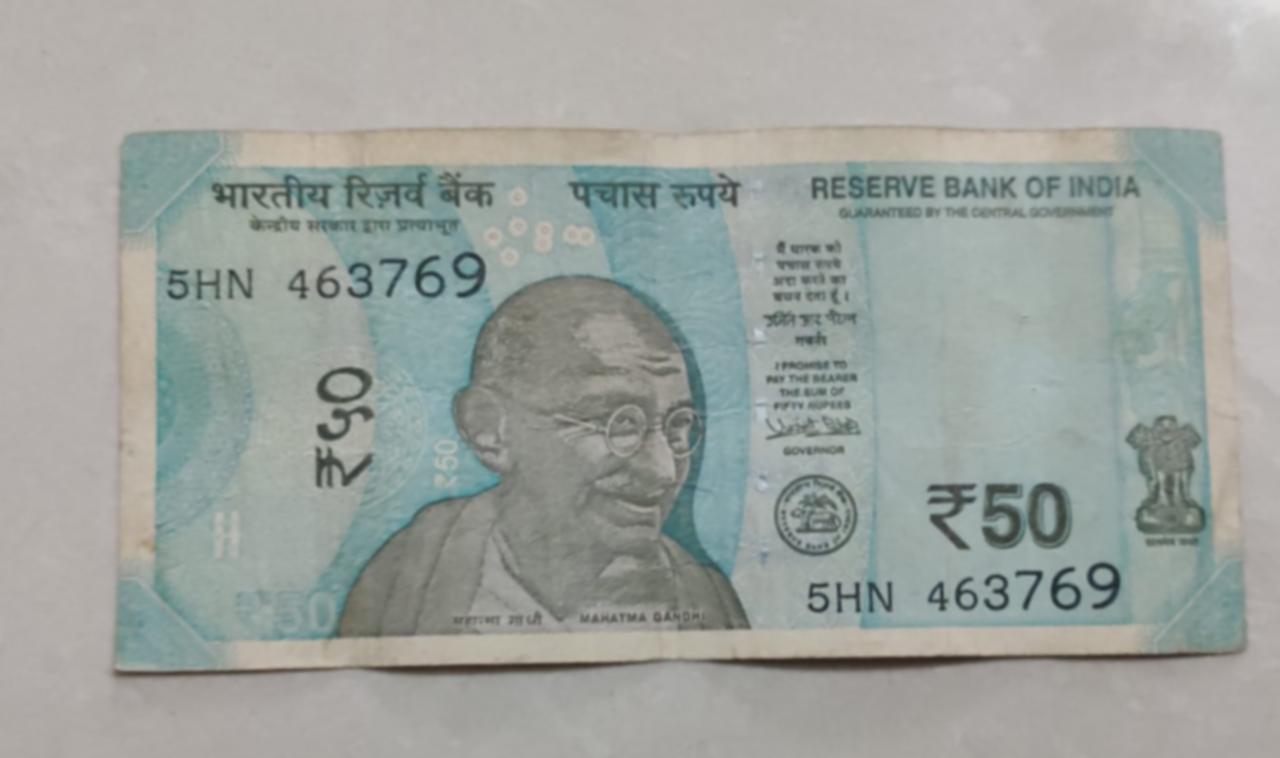 भारतीय रिज़र्व बैंक
केन्द्रीय सरकार द्वारा प्रत्याभूत
पचास रुपये
RESERVE BANK OF INDIA
GUARANTEED BY THE CENTRAL GOVERNMENT
5HN 463769
₹५०
₹50
H
₹50
मैं धारक को
पचास रुपये
अदा करने का
वचन देता हूँ।
गवर्नर
I PROMISE TO
PAY THE BEARER
THE SUM OF
FIFTY RUPEES
GOVERNOR
₹50
सत्यमेव जयते
5HN 463769
महात्मा गांधी MAHATMA GANDHI